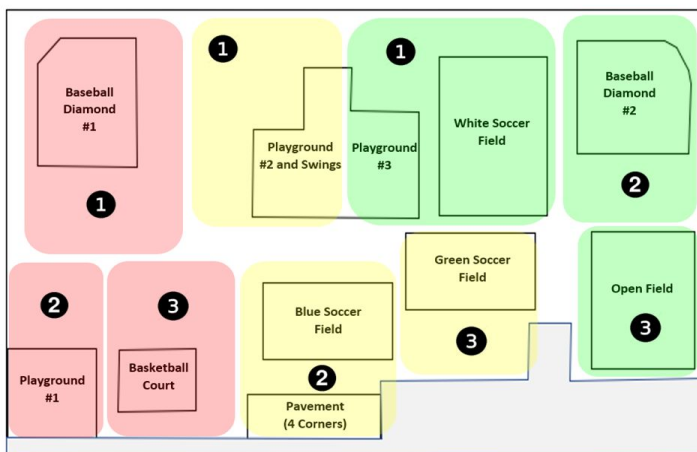 1
1
Baseball
Diamond
#1
1
Playground
#2 and Swings
Playground
#3
White Soccer
Field
Baseball
Diamond
#2
2
2
3
Playground
#1
Basketball
Court
Blue Soccer
Field
2
Pavement
(4 Corners)
Green Soccer
Field
3
Open Field
3